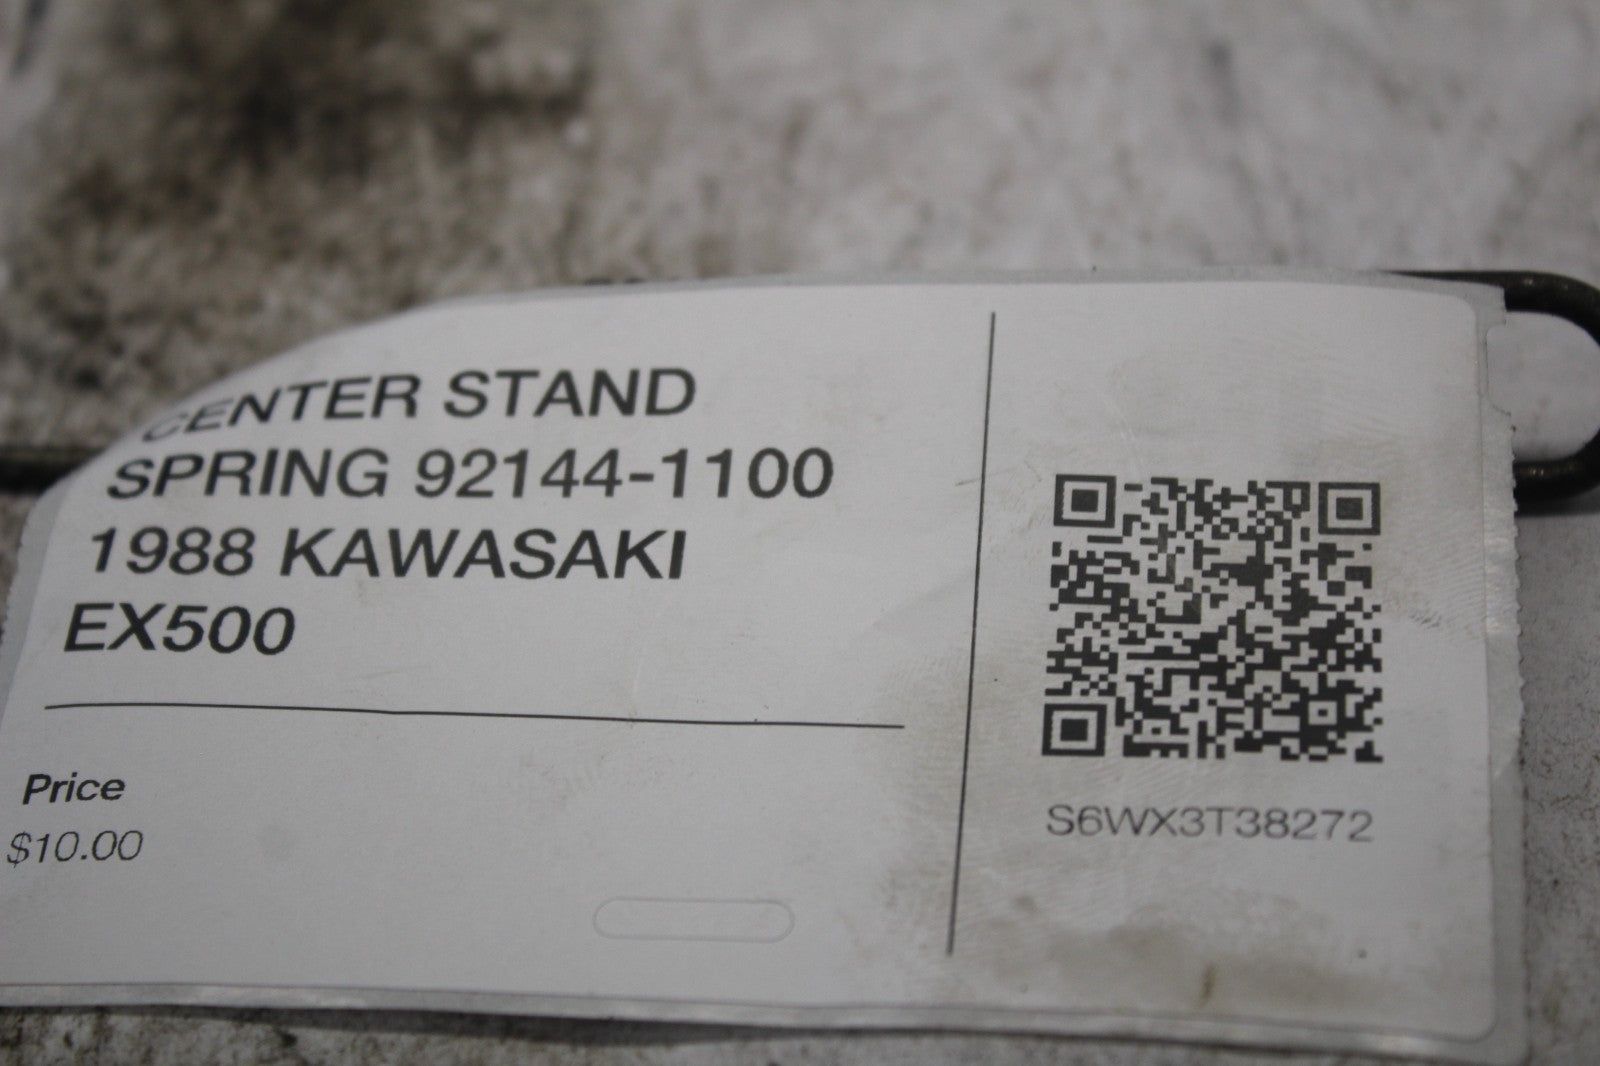 CENTER STAND
SPRING 92144-1100
1988 KAWASAKI
EX500
Price
$10.00
S6WX3T38272